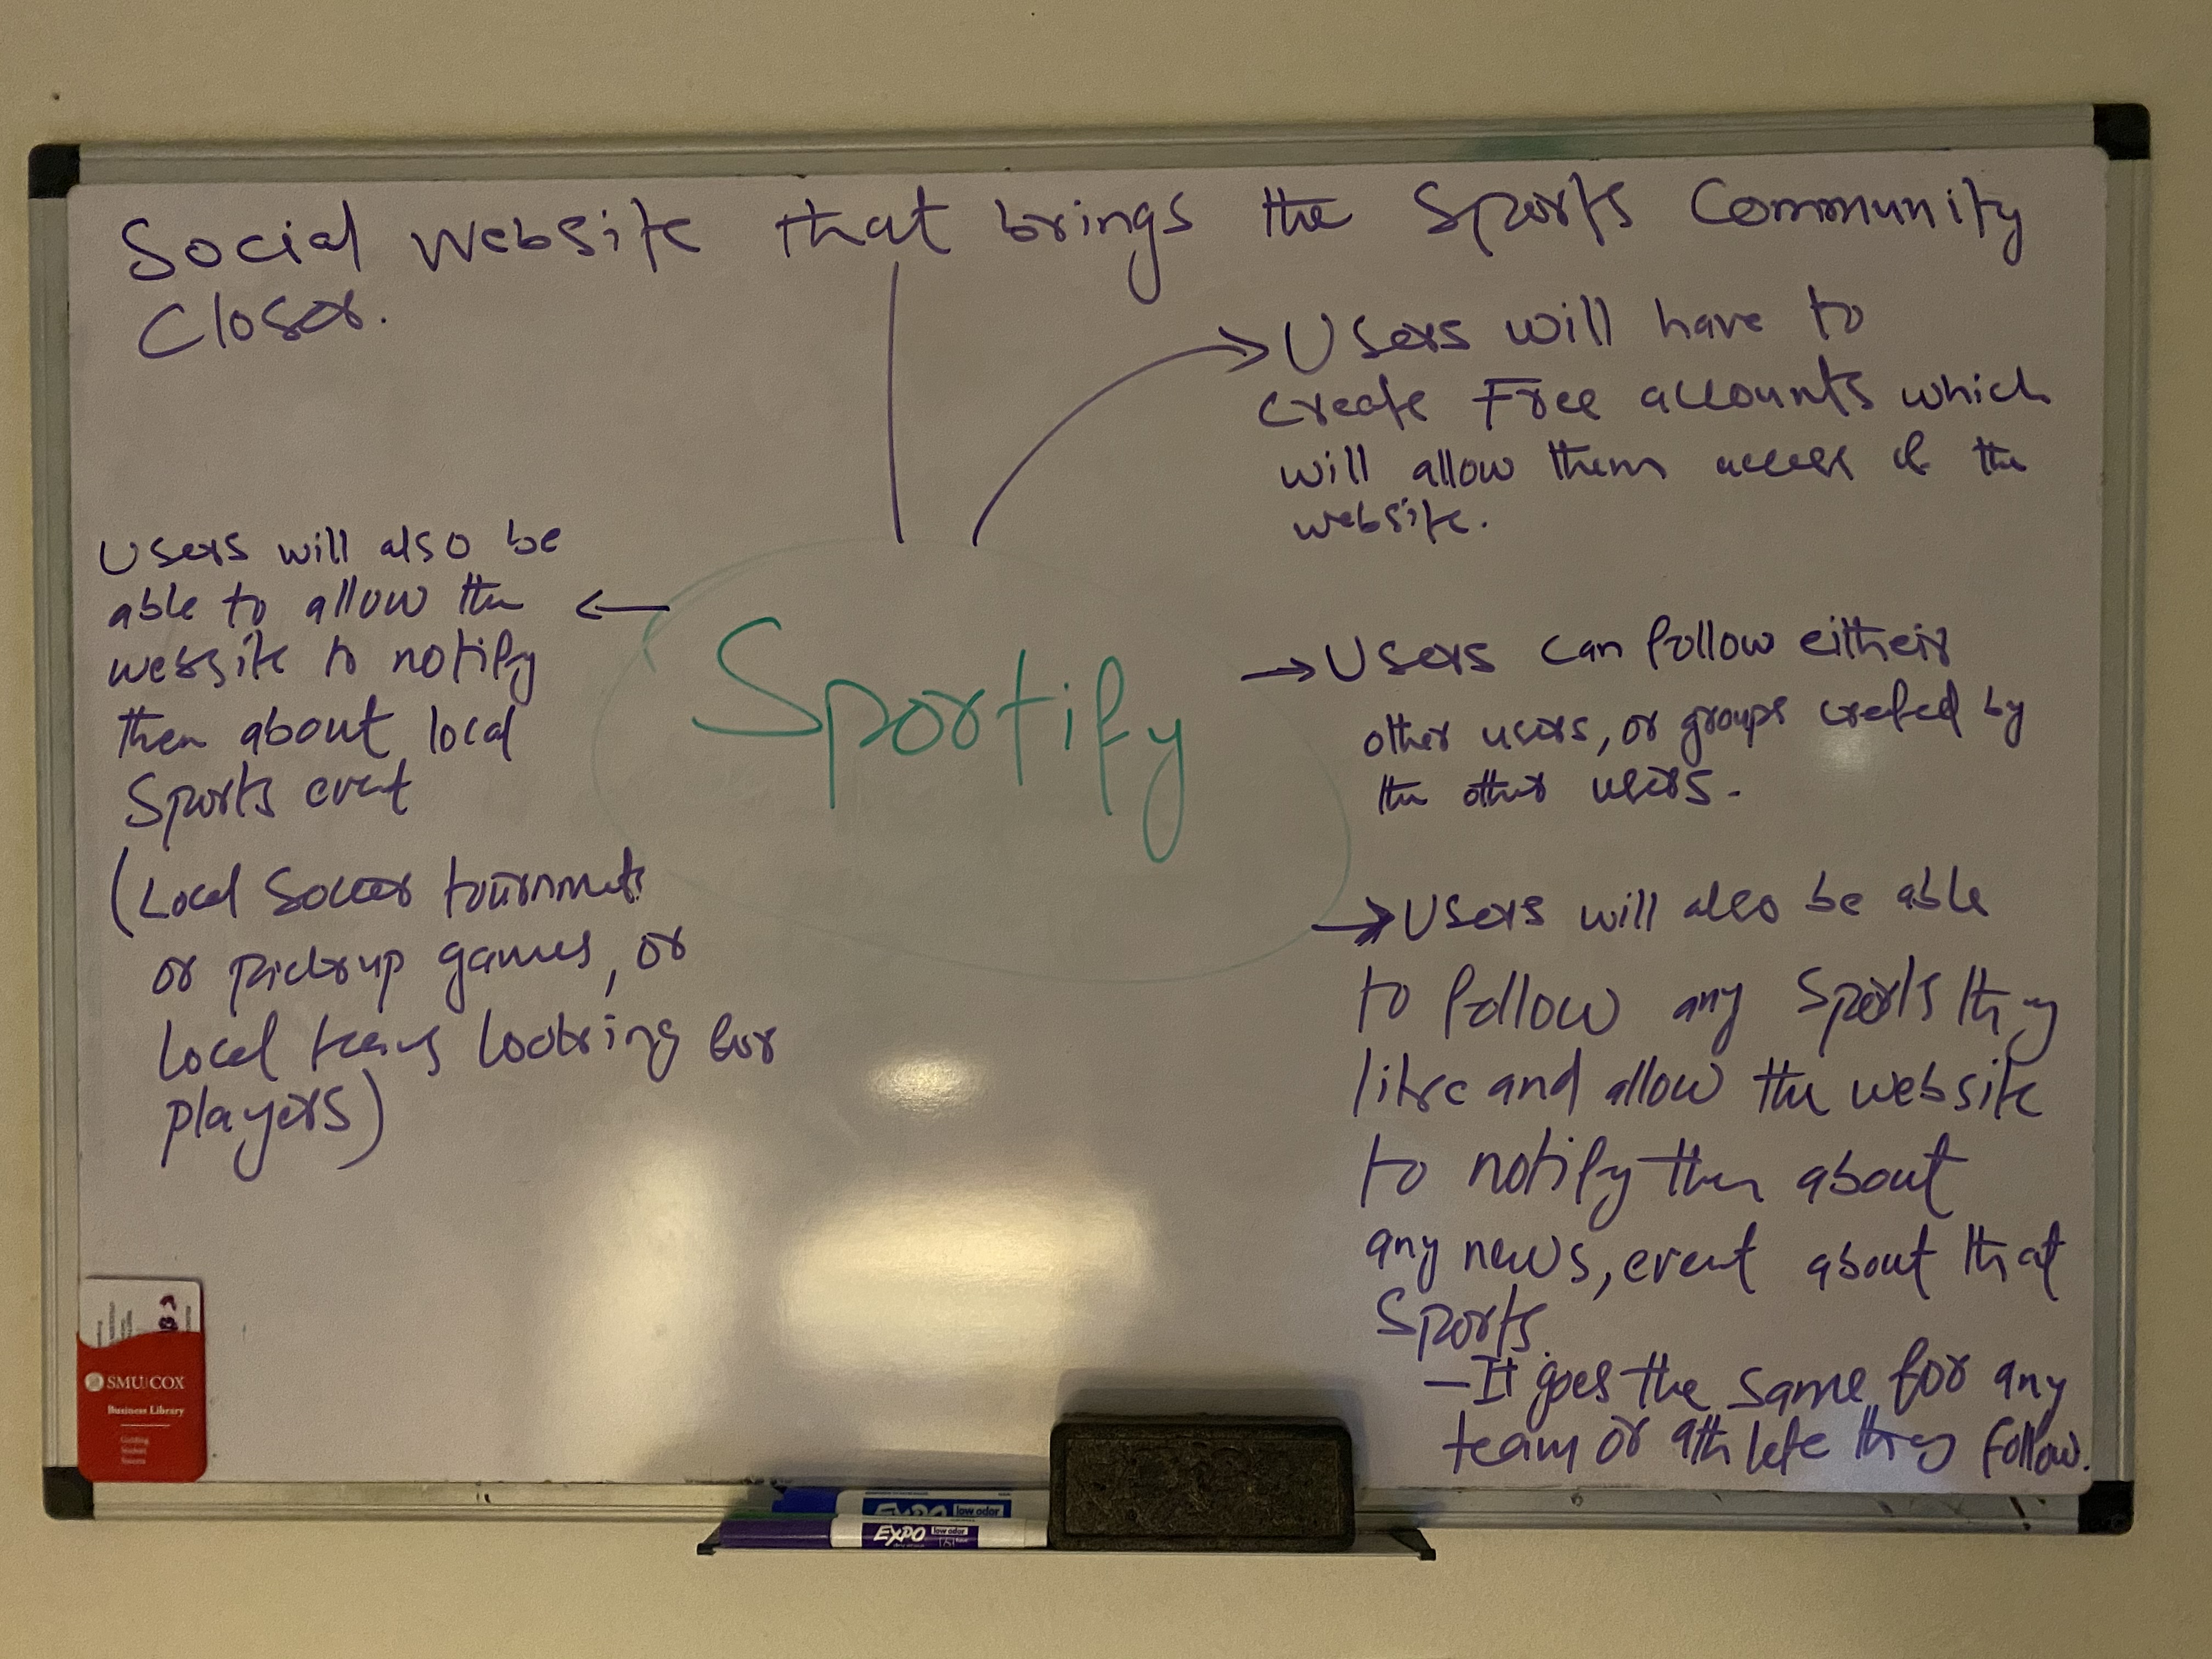 Social website that brings the Sports Community
Closer.
Users will have to
create Free accounts which
will allow them access of the
website.
Users can follow either
other users, or groups created by
the other users.
Users will also be able
to follow any Sports they
like and allow the website
to notify them about
any news, event about that
Sports.
- It goes the same for any
team or athlete they follow.
Sportify
Users will also be
able to allow the
website to notify
them about local
Sports event
(Local Soccer tournments
or pickup games, or
local teams looking for
players)
SMU COX
Business Library
EXPO low odor
EXPO low odor